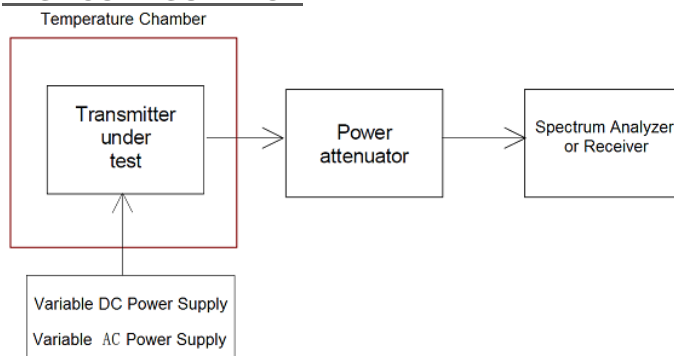 Temperature Chamber
Transmitter
under
test
Power
attenuator
Spectrum Analyzer
or Receiver
Variable DC Power Supply
Variable AC Power Supply